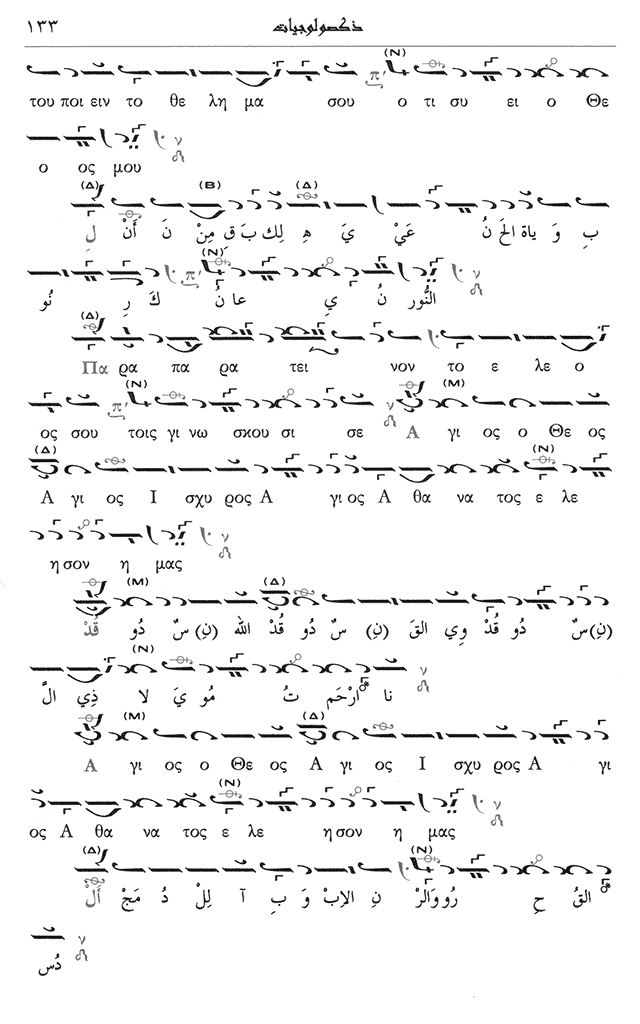 ذكصولوجيات ١٣٣
του ποι ειν το θε λη μα σου ο τι συ ει ο Θε
ο ος μου
لِ أَنْ نَ مِنْ قِ بَ لِك هِ يَ عَيْ نُ الحَ ياة وَ بِ
نُو رِ كَ نُ عا يِ نُ النُّور
Πα ρα πα ρα τει νον το ε λε ο
ος σου τοις γι νω σκου σι σε Α γι ος ο Θε ος
Α γι ος Ι σχυ ρος Α γι ος Α θα να τος ε λε
η σον η μας
قُدْ دُو سٌ (نِ) الله قُدْ دُو سٌ (نِ) القَ وِي قُدْ دُو سٌ (نِ)
الَّ ذِي لا يَ مُو تُ ارْحَم نا
Α γι ος ο Θε ος Α γι ος Ι σχυ ρος Α γι
ος Α θα να τος ε λε η σον η μας
أَلْ مَجْ دُ لِلْ آ بِ وَ الاِبْ نِ وَالرْ رُو حِ القُ
دُس